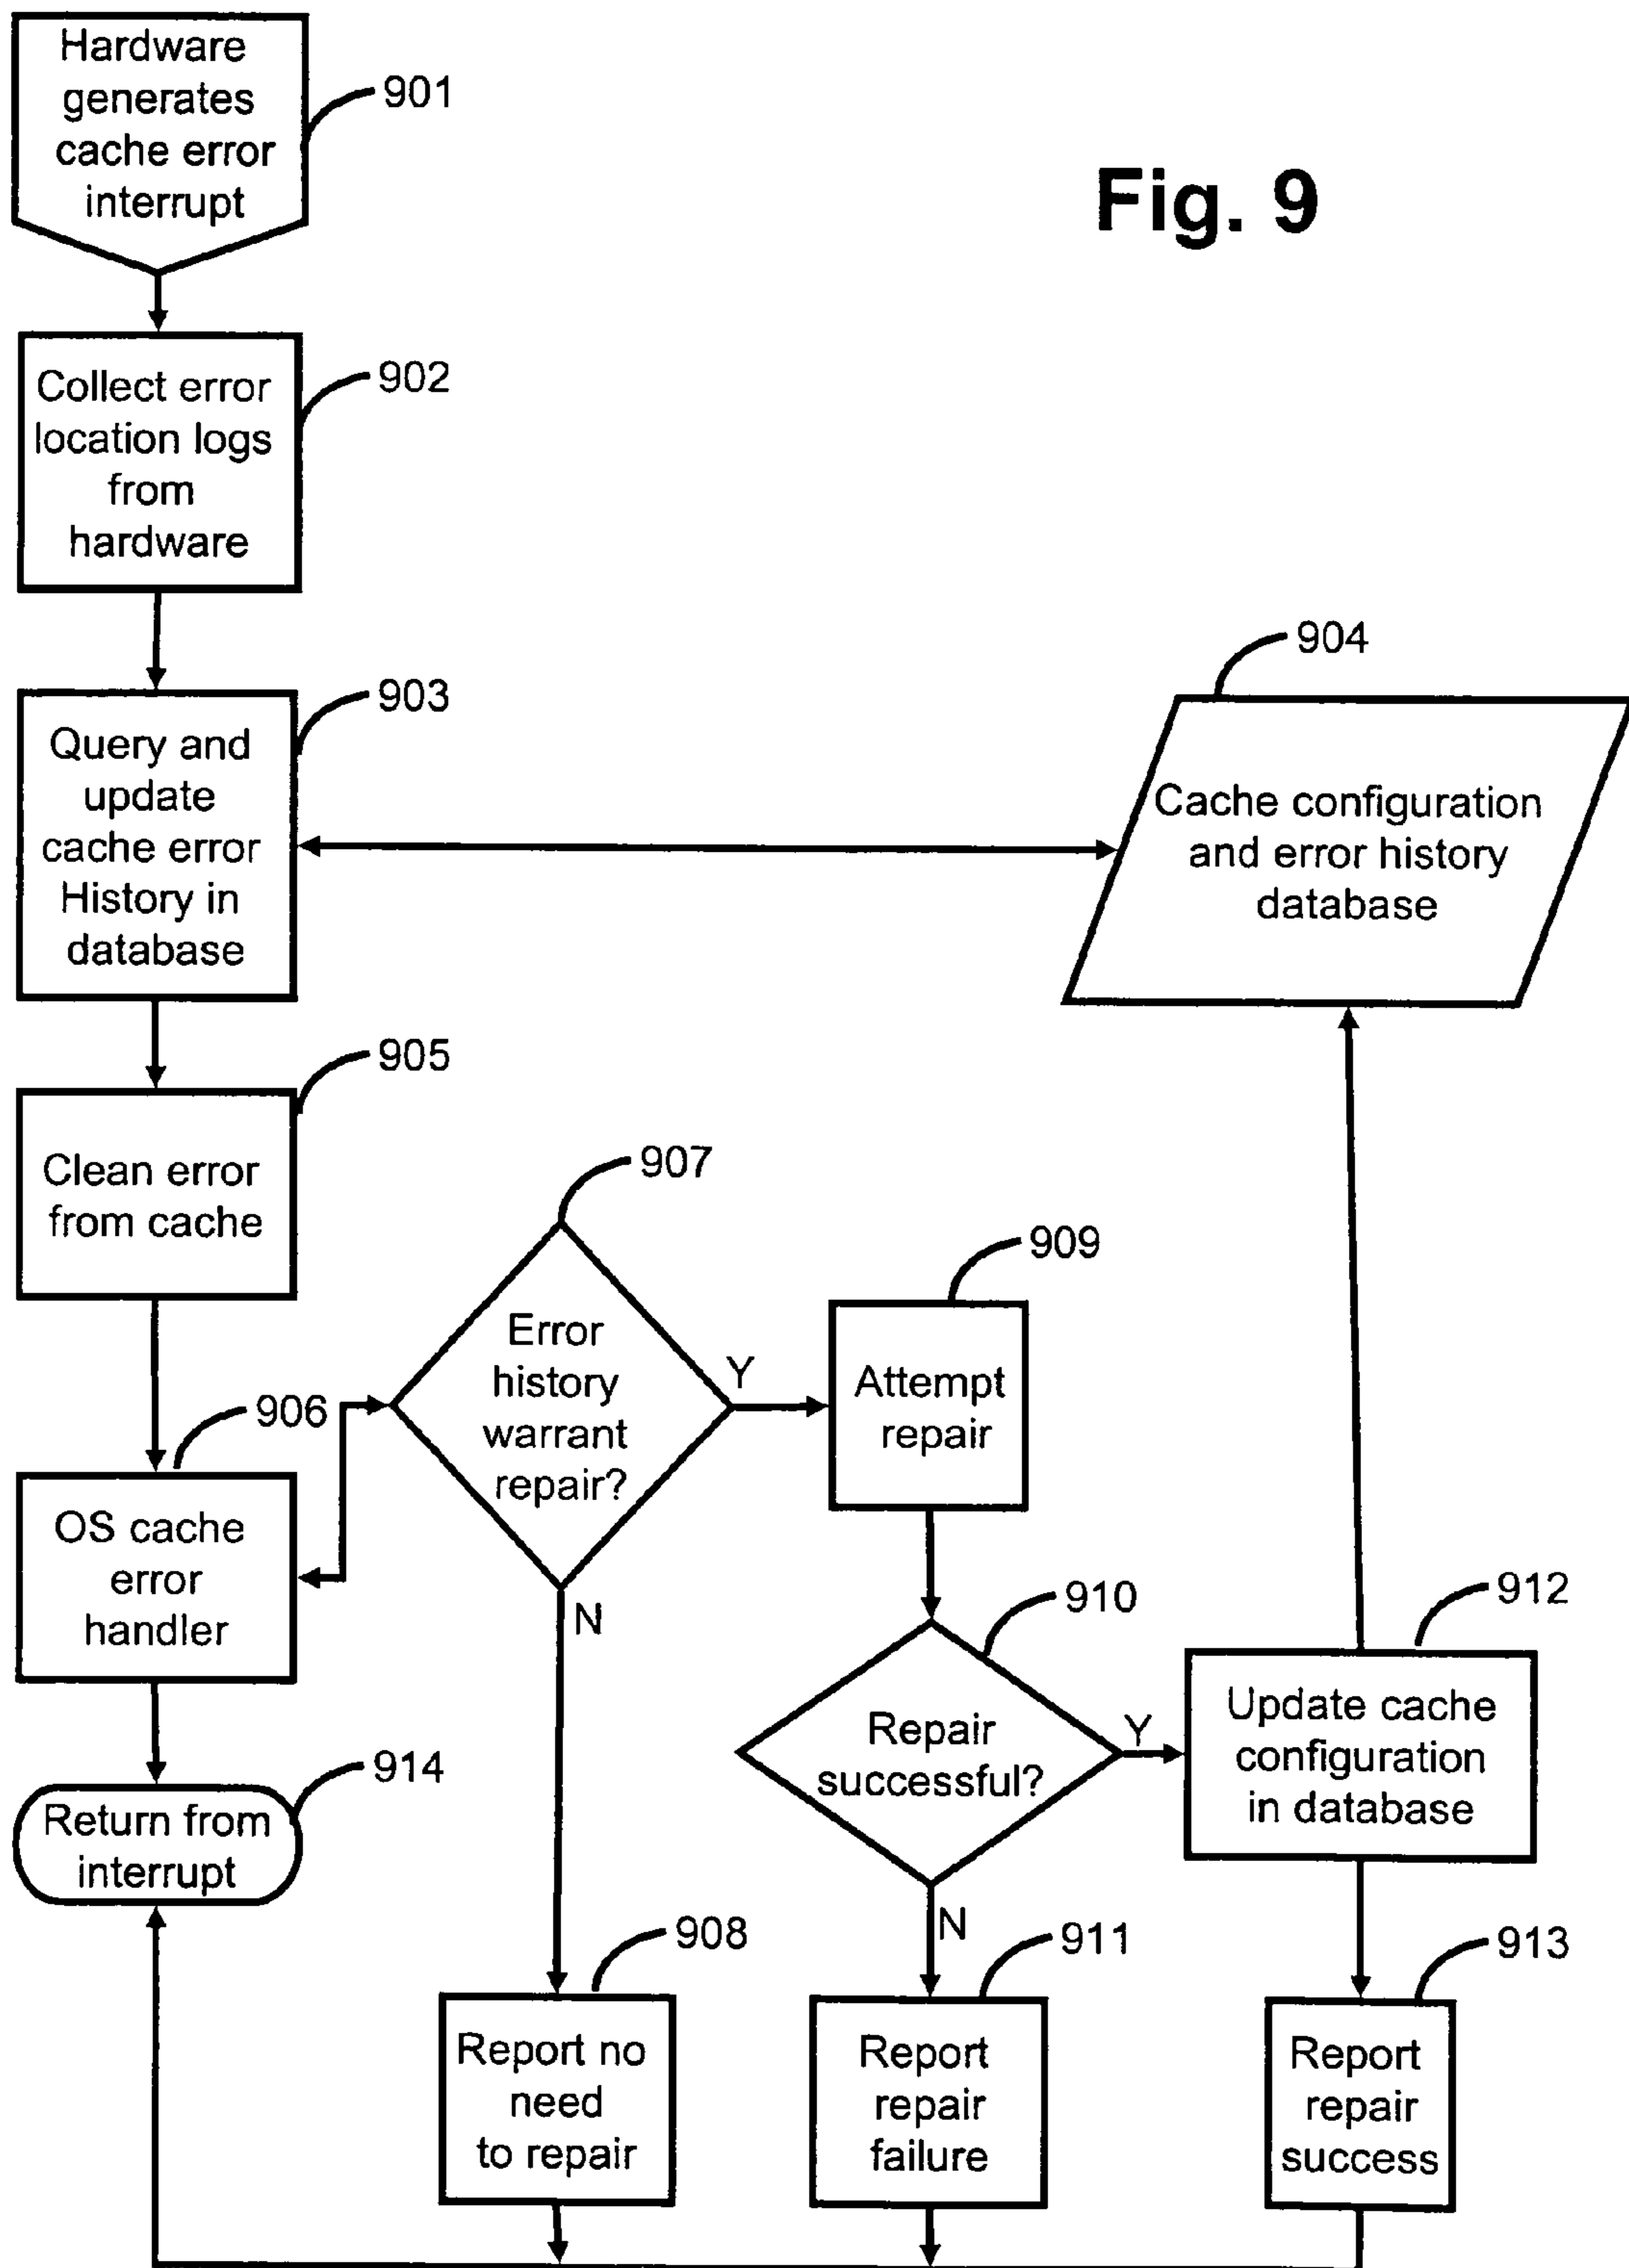 Hardware
generates
cache error
interrupt
901
Fig. 9
Collect error
location logs
from
hardware
902
Query and
update
cache error
History in
database
903
904
Cache configuration
and error history
database
Clean error
from cache
905
OS cache
error
handler
906
907
Error
history
warrant
repair?
Y
N
909
Attempt
repair
910
Repair
successful?
Y
N
912
Update cache
configuration
in database
Return from
interrupt
914
908
Report no
need
to repair
911
Report
repair
failure
913
Report
repair
success